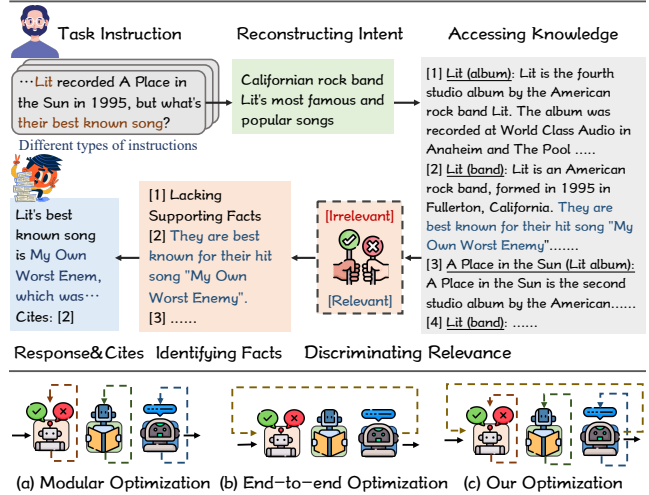 Task Instruction
Reconstructing Intent
Accessing Knowledge
…Lit recorded A Place in
the Sun in 1995, but what's
their best known song?
Different types of instructions
Californian rock band
Lit's most famous and
popular songs
[1] Lit (album): Lit is the fourth
studio album by the American
rock band Lit. The album was
recorded at World Class Audio in
Anaheim and The Pool .....
[2] Lit (band): Lit is an American
rock band, formed in 1995 in
Fullerton, California. They are
best known for their hit song "My
Own Worst Enemy".......
[3] A Place in the Sun (Lit album):
A Place in the Sun is the second
studio album by the American......
[4] Lit (band): ......
[Irrelevant]
[Relevant]
[1] Lacking
Supporting Facts
[2] They are best
known for their hit
song "My Own
Worst Enemy".
[3] ......
Lit's best
known song
is My Own
Worst Enem,
which was…
Cites: [2]
Response&Cites
Identifying Facts
Discriminating Relevance
(a) Modular Optimization
(b) End-to-end Optimization
(c) Our Optimization